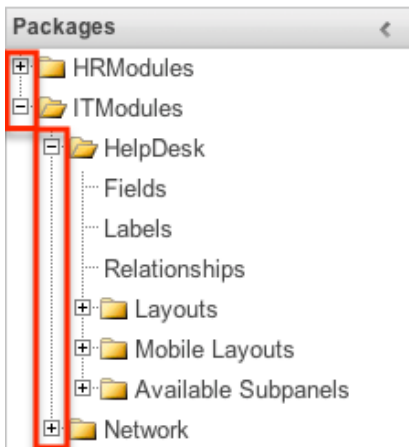 Packages
HRModules
ITModules
HelpDesk
Fields
Labels
Relationships
Layouts
Mobile Layouts
Available Subpanels
Network